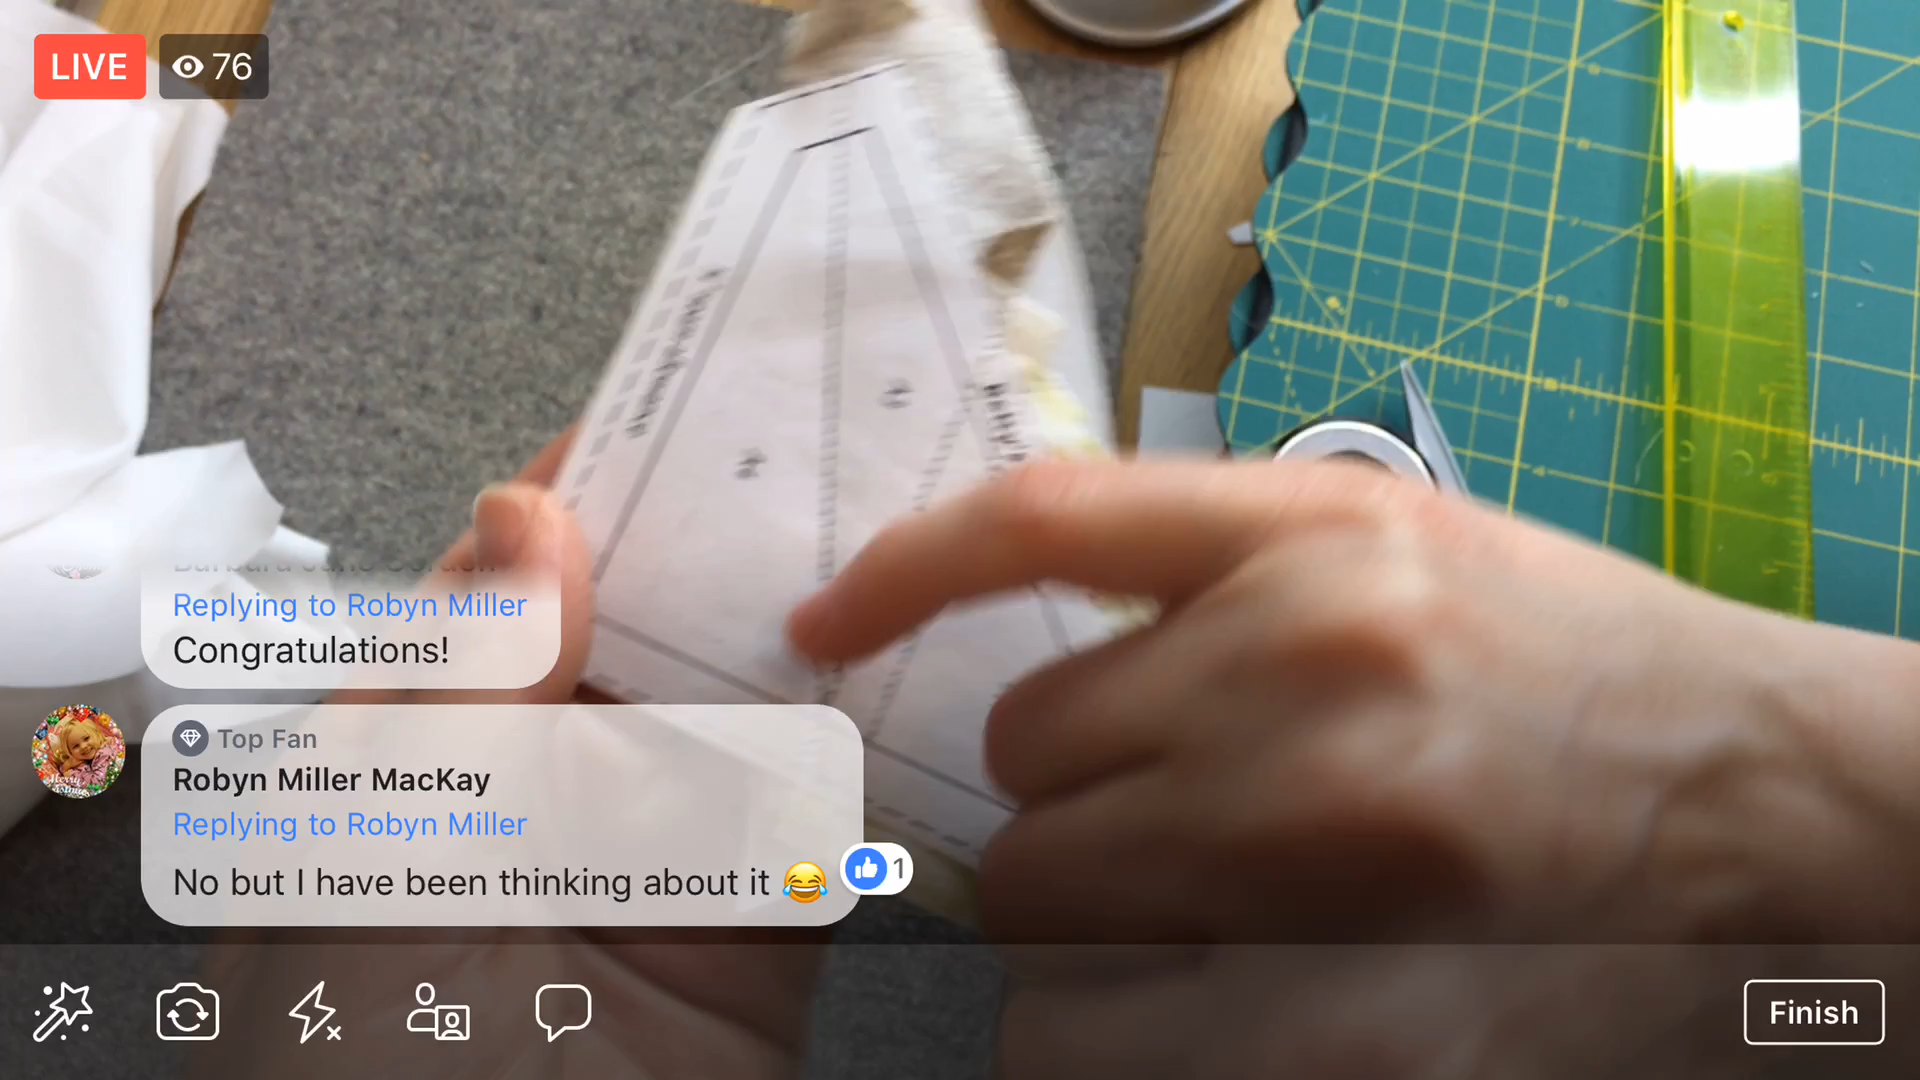 LIVE
76
Replying to Robyn Miller
Congratulations!
Top Fan
Robyn Miller MacKay
Replying to Robyn Miller
No but I have been thinking about it 😂
1
Finish